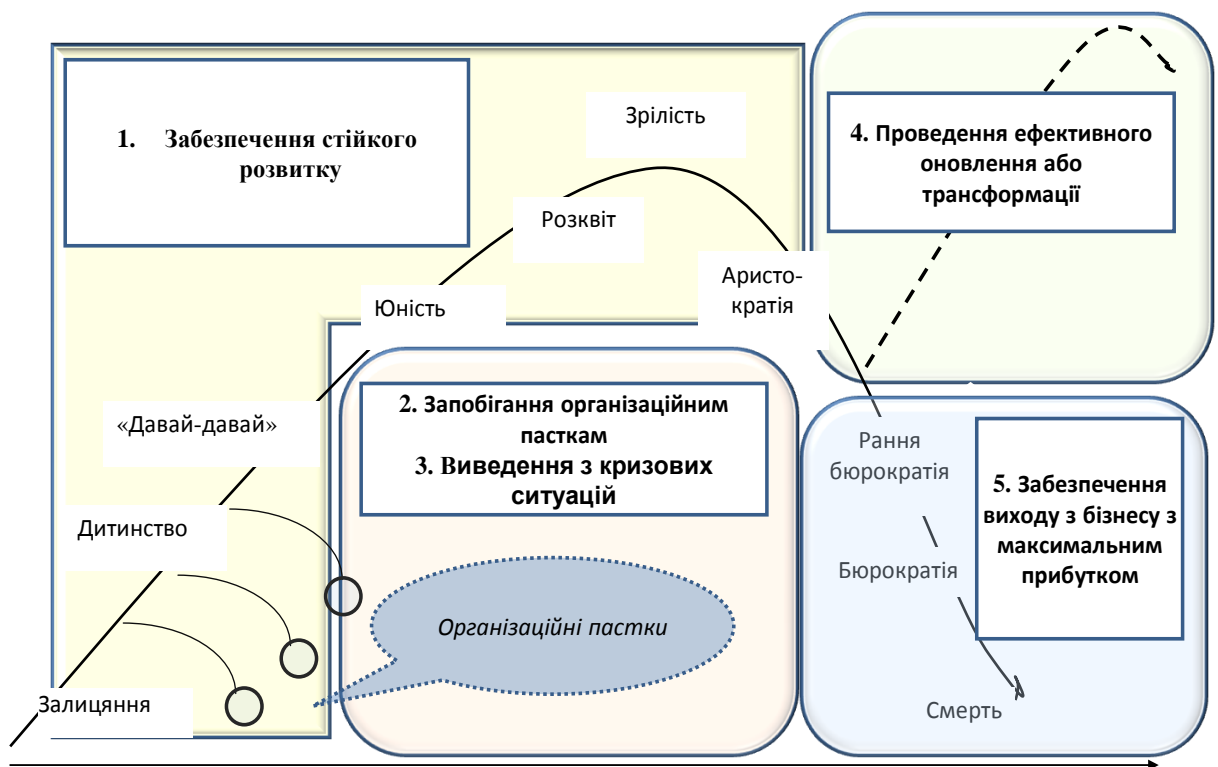 1. Забезпечення стійкого
розвитку
Зрілість
4. Проведення ефективного
оновлення або
трансформації
Розквіт
Аристо-
кратія
Юність
«Давай-давай»
2. Запобігання організаційним
пасткам
3. Виведення з кризових
ситуацій
Рання
бюрократія
5. Забезпечення
виходу з бізнесу з
максимальним
прибутком
Дитинство
Бюрократія
Організаційні пастки
Залицяння
Смерть